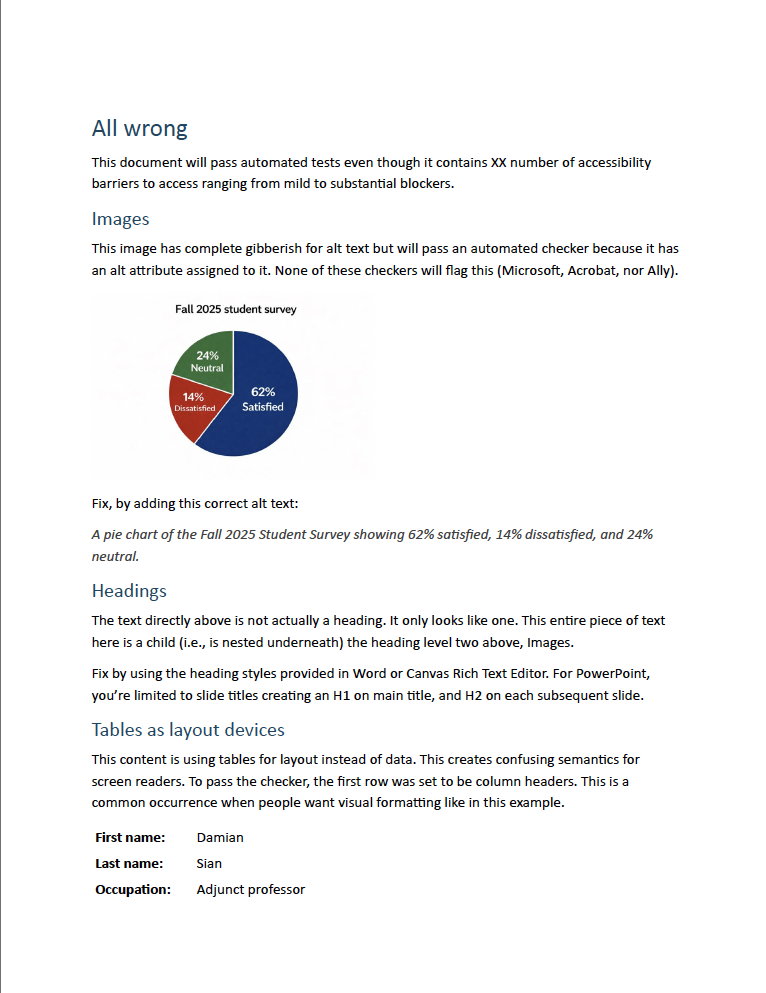 All wrong
This document will pass automated tests even though it contains XX number of accessibility
barriers to access ranging from mild to substantial blockers.
Images
This image has complete gibberish for alt text but will pass an automated checker because it has
an alt attribute assigned to it. None of these checkers will flag this (Microsoft, Acrobat, nor Ally).
Fall 2025 student survey
24%
Neutral
14%
Dissatisfied
62%
Satisfied
Fix, by adding this correct alt text:
A pie chart of the Fall 2025 Student Survey showing 62% satisfied, 14% dissatisfied, and 24%
neutral.
Headings
The text directly above is not actually a heading. It only looks like one. This entire piece of text
here is a child (i.e., is nested underneath) the heading level two above, Images.
Fix by using the heading styles provided in Word or Canvas Rich Text Editor. For PowerPoint,
you’re limited to slide titles creating an H1 on main title, and H2 on each subsequent slide.
Tables as layout devices
This content is using tables for layout instead of data. This creates confusing semantics for
screen readers. To pass the checker, the first row was set to be column headers. This is a
common occurrence when people want visual formatting like in this example.
First name: Damian
Last name: Sian
Occupation: Adjunct professor